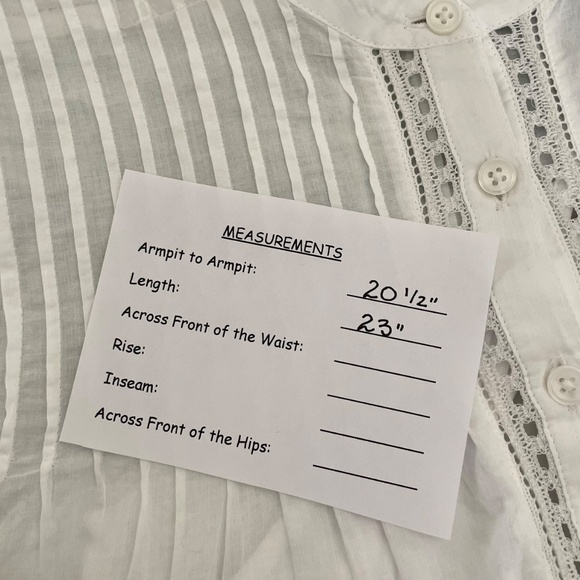 MEASUREMENTS
Armpit to Armpit: 20 1/2"
Length: 23"
Across Front of the Waist:
Rise:
Inseam:
Across Front of the Hips: